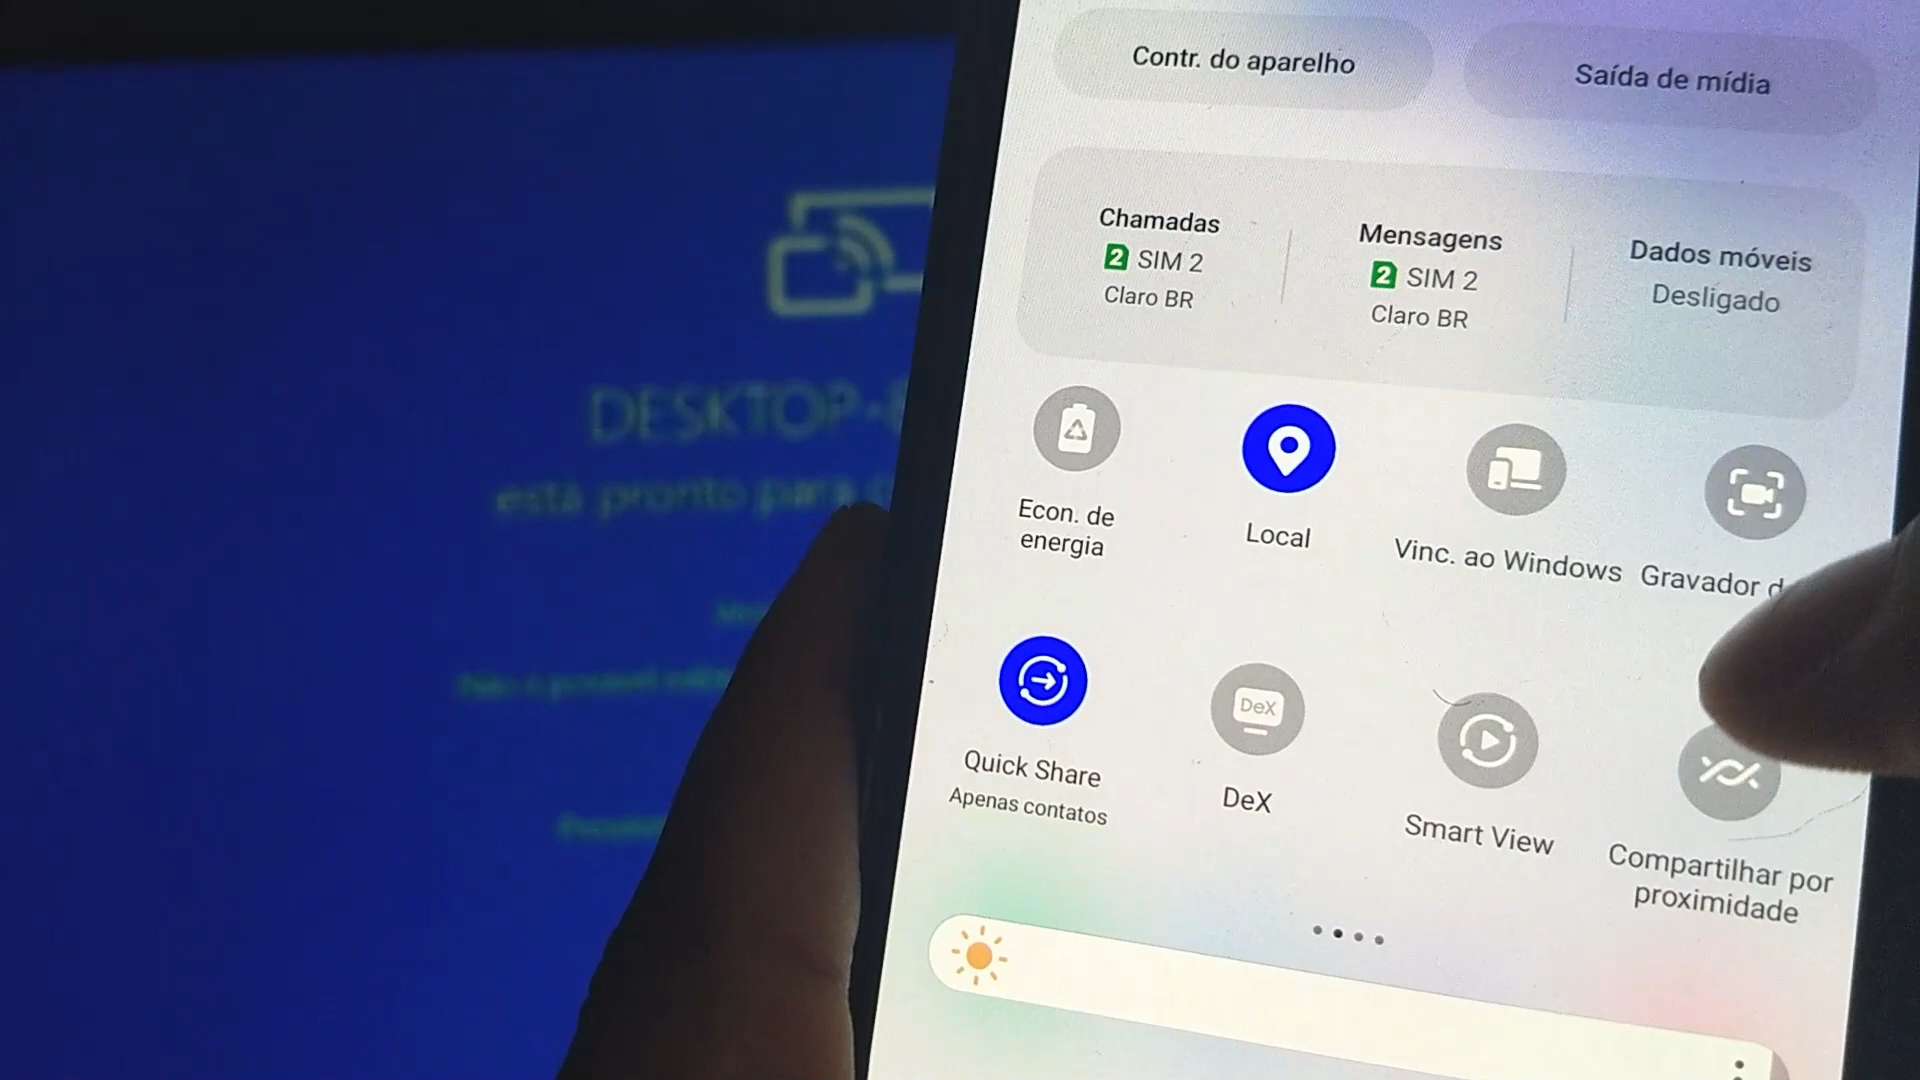 Contr. do aparelho
Saída de mídia
Chamadas
2 SIM 2
Claro BR
Mensagens
2 SIM 2
Claro BR
Dados móveis
Desligado
Econ. de
energia
Local
Vinc. ao Windows
Gravador d
Quick Share
Apenas contatos
DeX
DeX
Smart View
Compartilhar por
proximidade
DESKTOP-
está pronto para